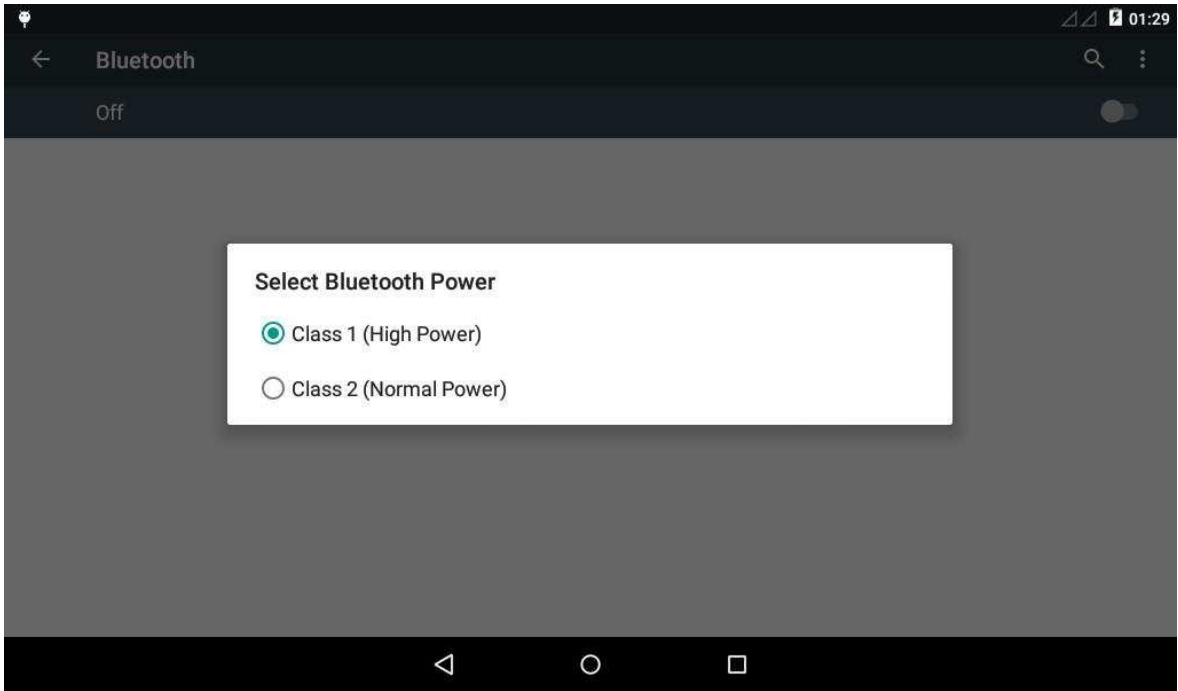 01:29
Bluetooth
Off
Select Bluetooth Power
Class 1 (High Power)
Class 2 (Normal Power)